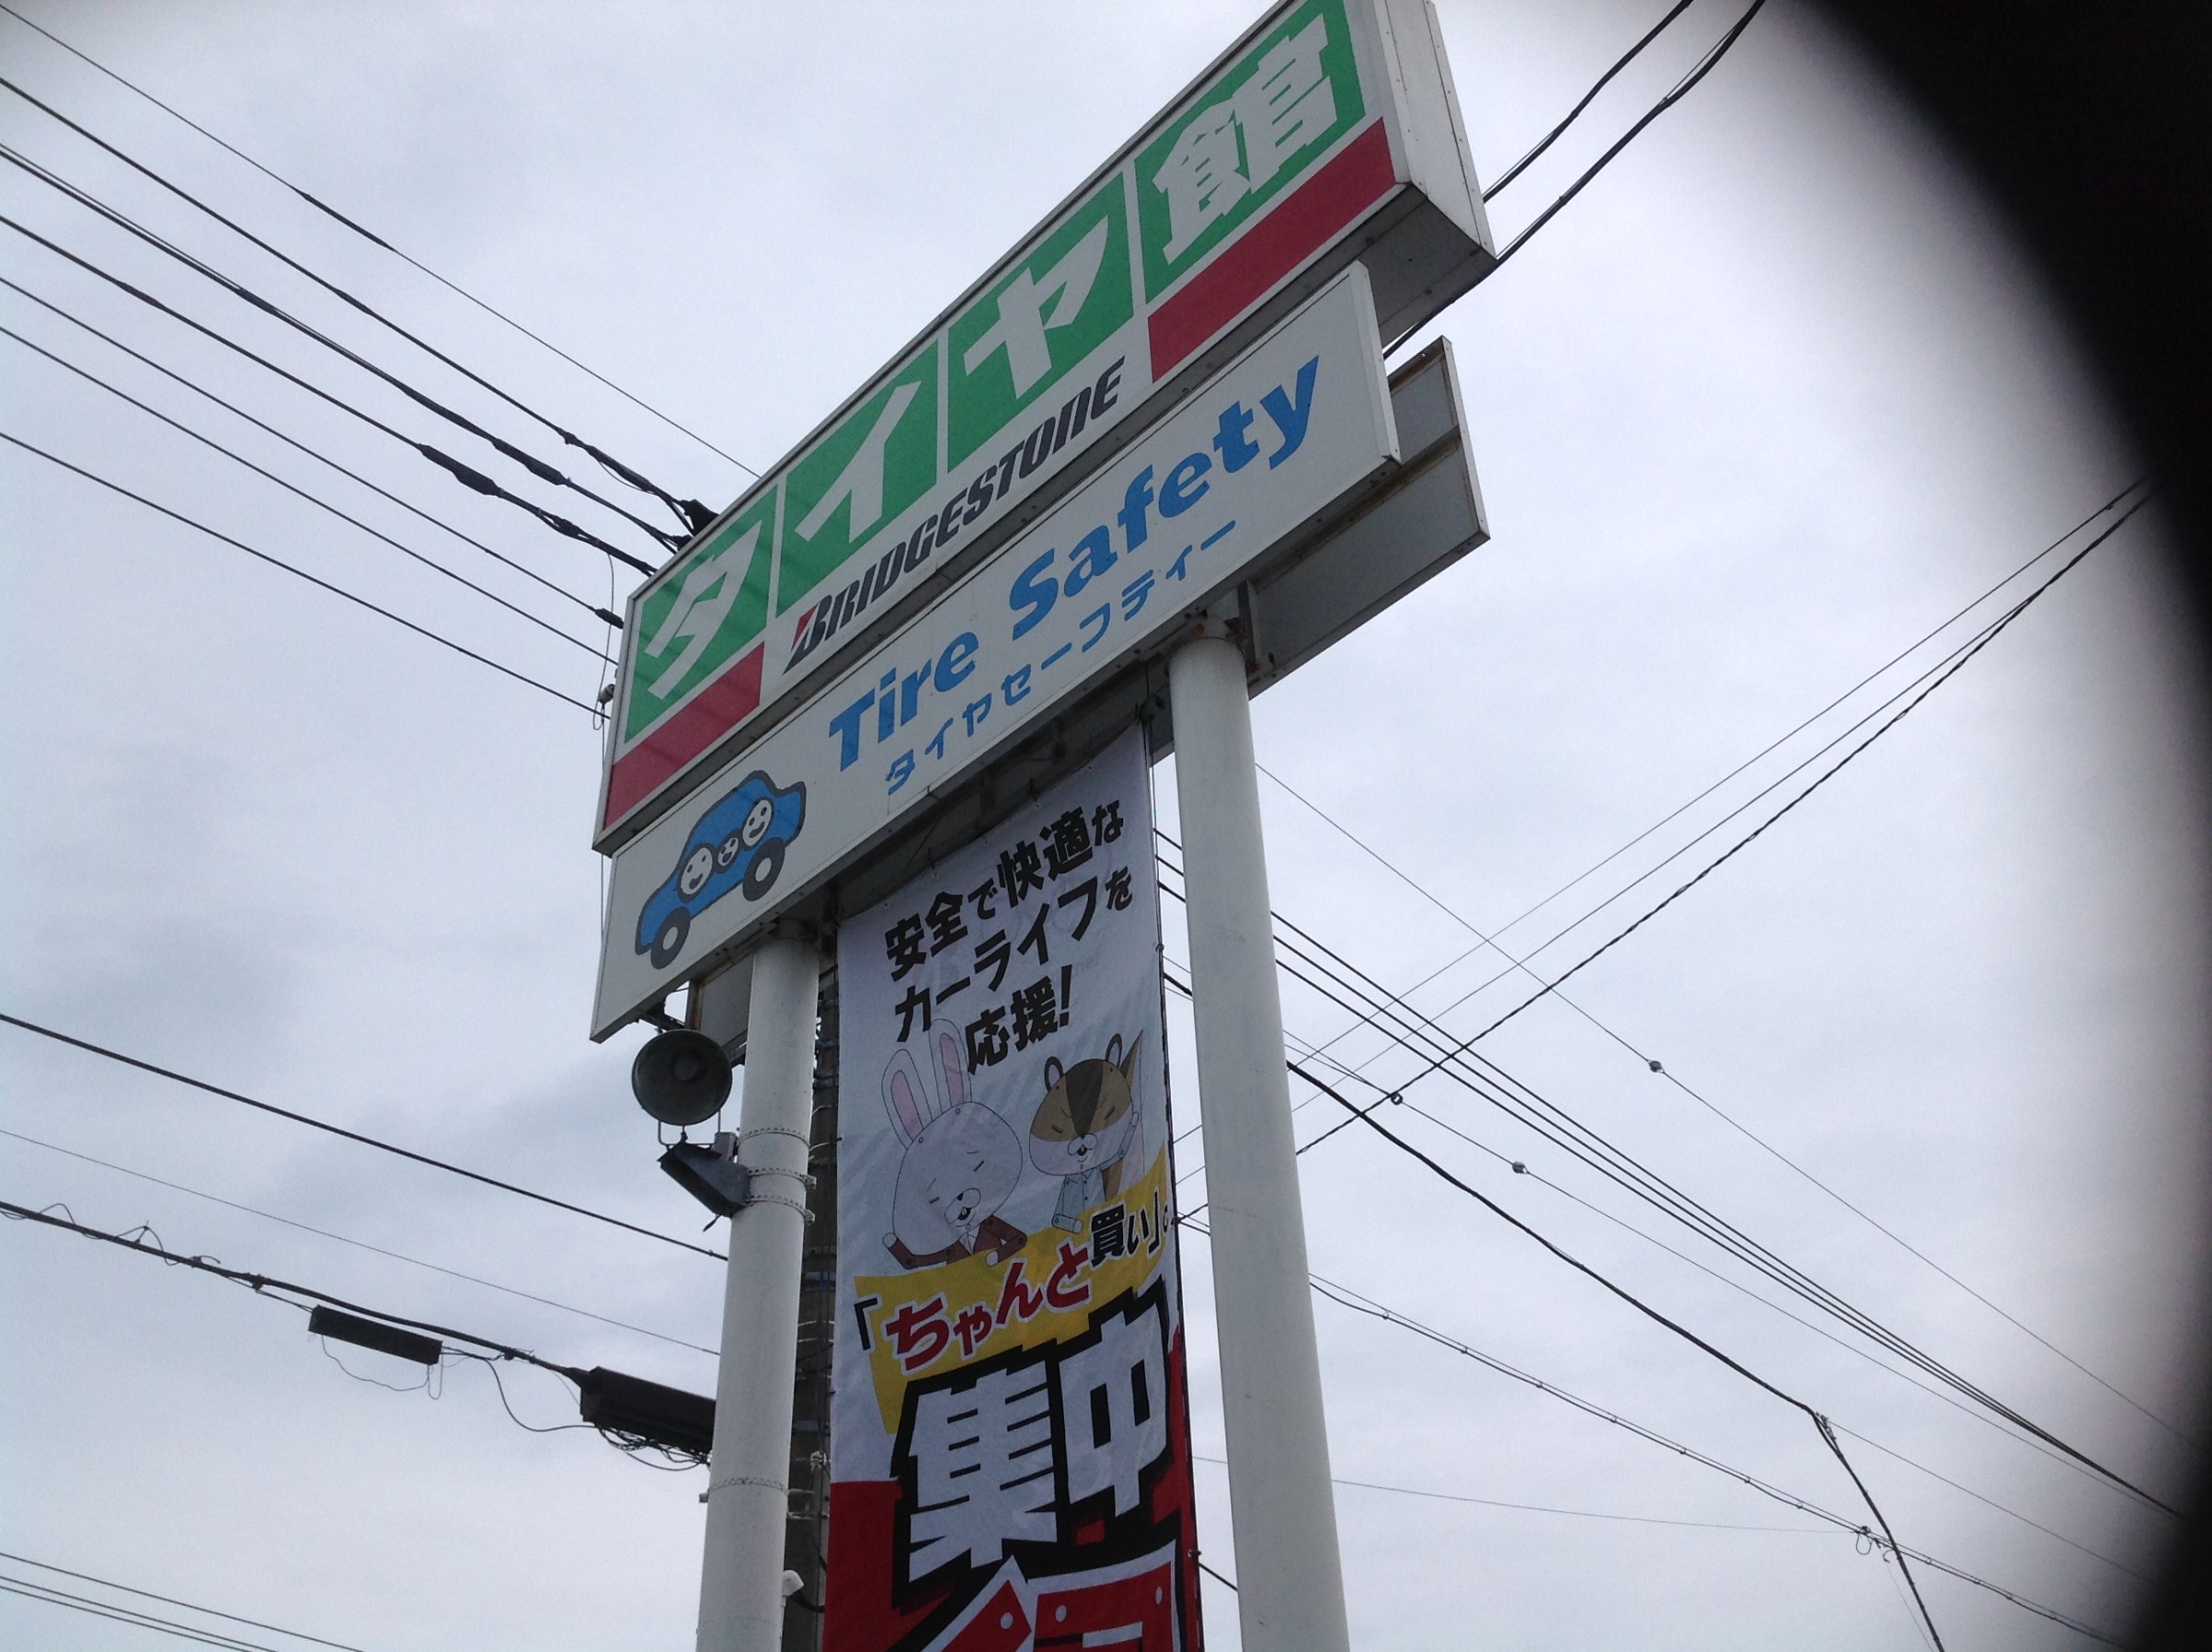 タイヤ館
BRIDGESTONE
Tire Safety
タイヤセーフティー
安全で快適な
カーライフを
応援!
「ちゃんと買い」。
集中